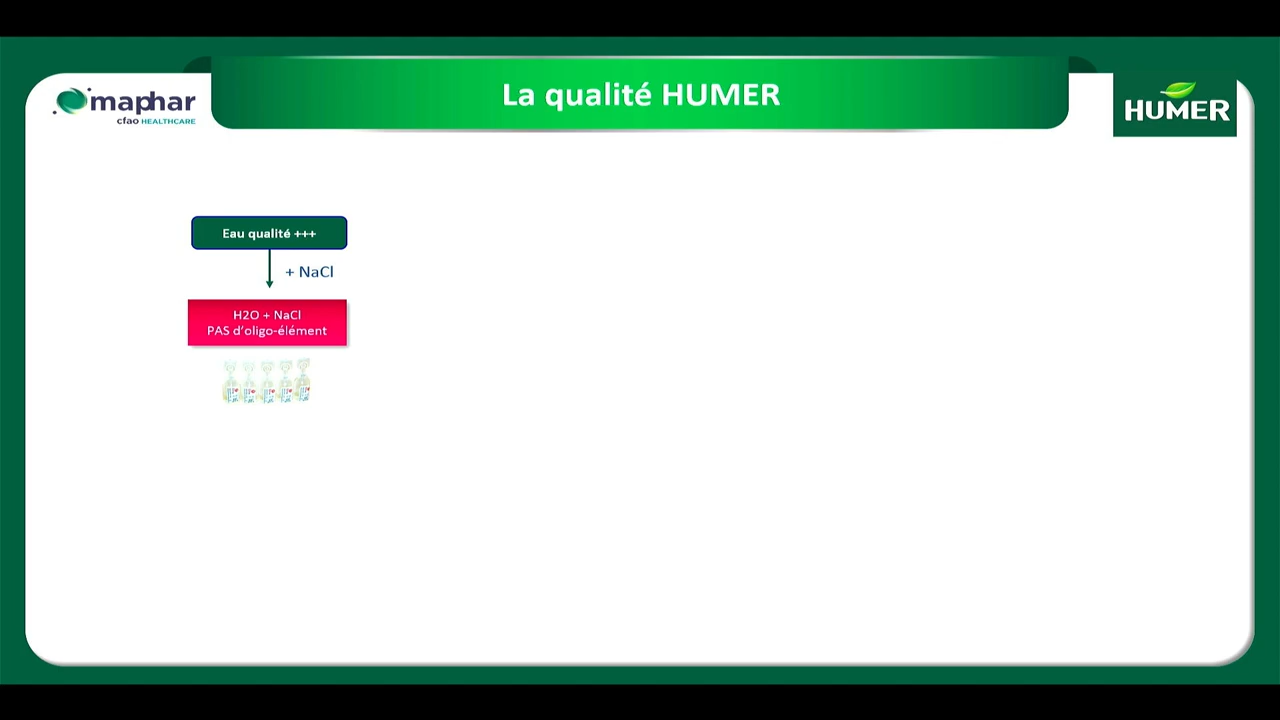 La qualité HUMER
maphar
cfao HEALTHCARE
HUMER
Eau qualité +++
+ NaCl
H2O + NaCl
PAS d'oligo-élément